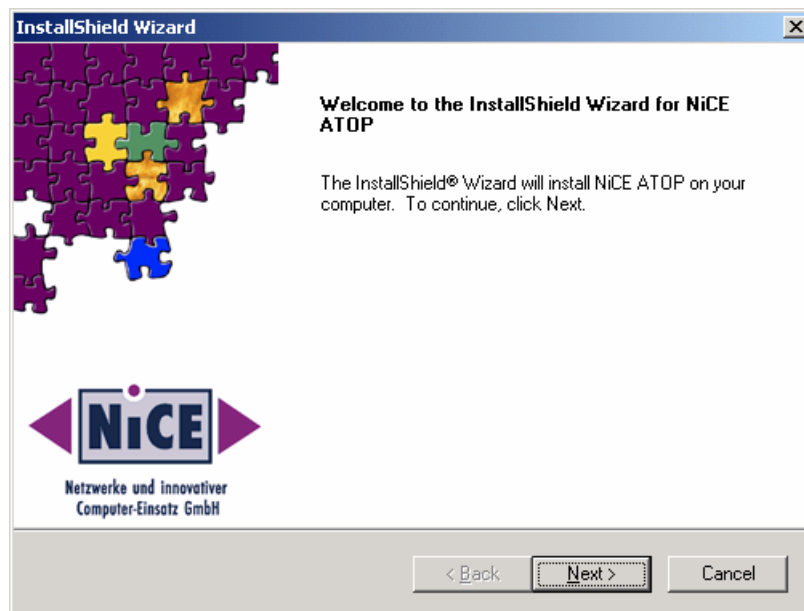 InstallShield Wizard
Welcome to the InstallShield Wizard for NiCE
ATOP
The InstallShield® Wizard will install NiCE ATOP on your
computer. To continue, click Next.
NiCE
Netzwerke und innovativer
Computer-Einsatz GmbH
< Back
Next >
Cancel